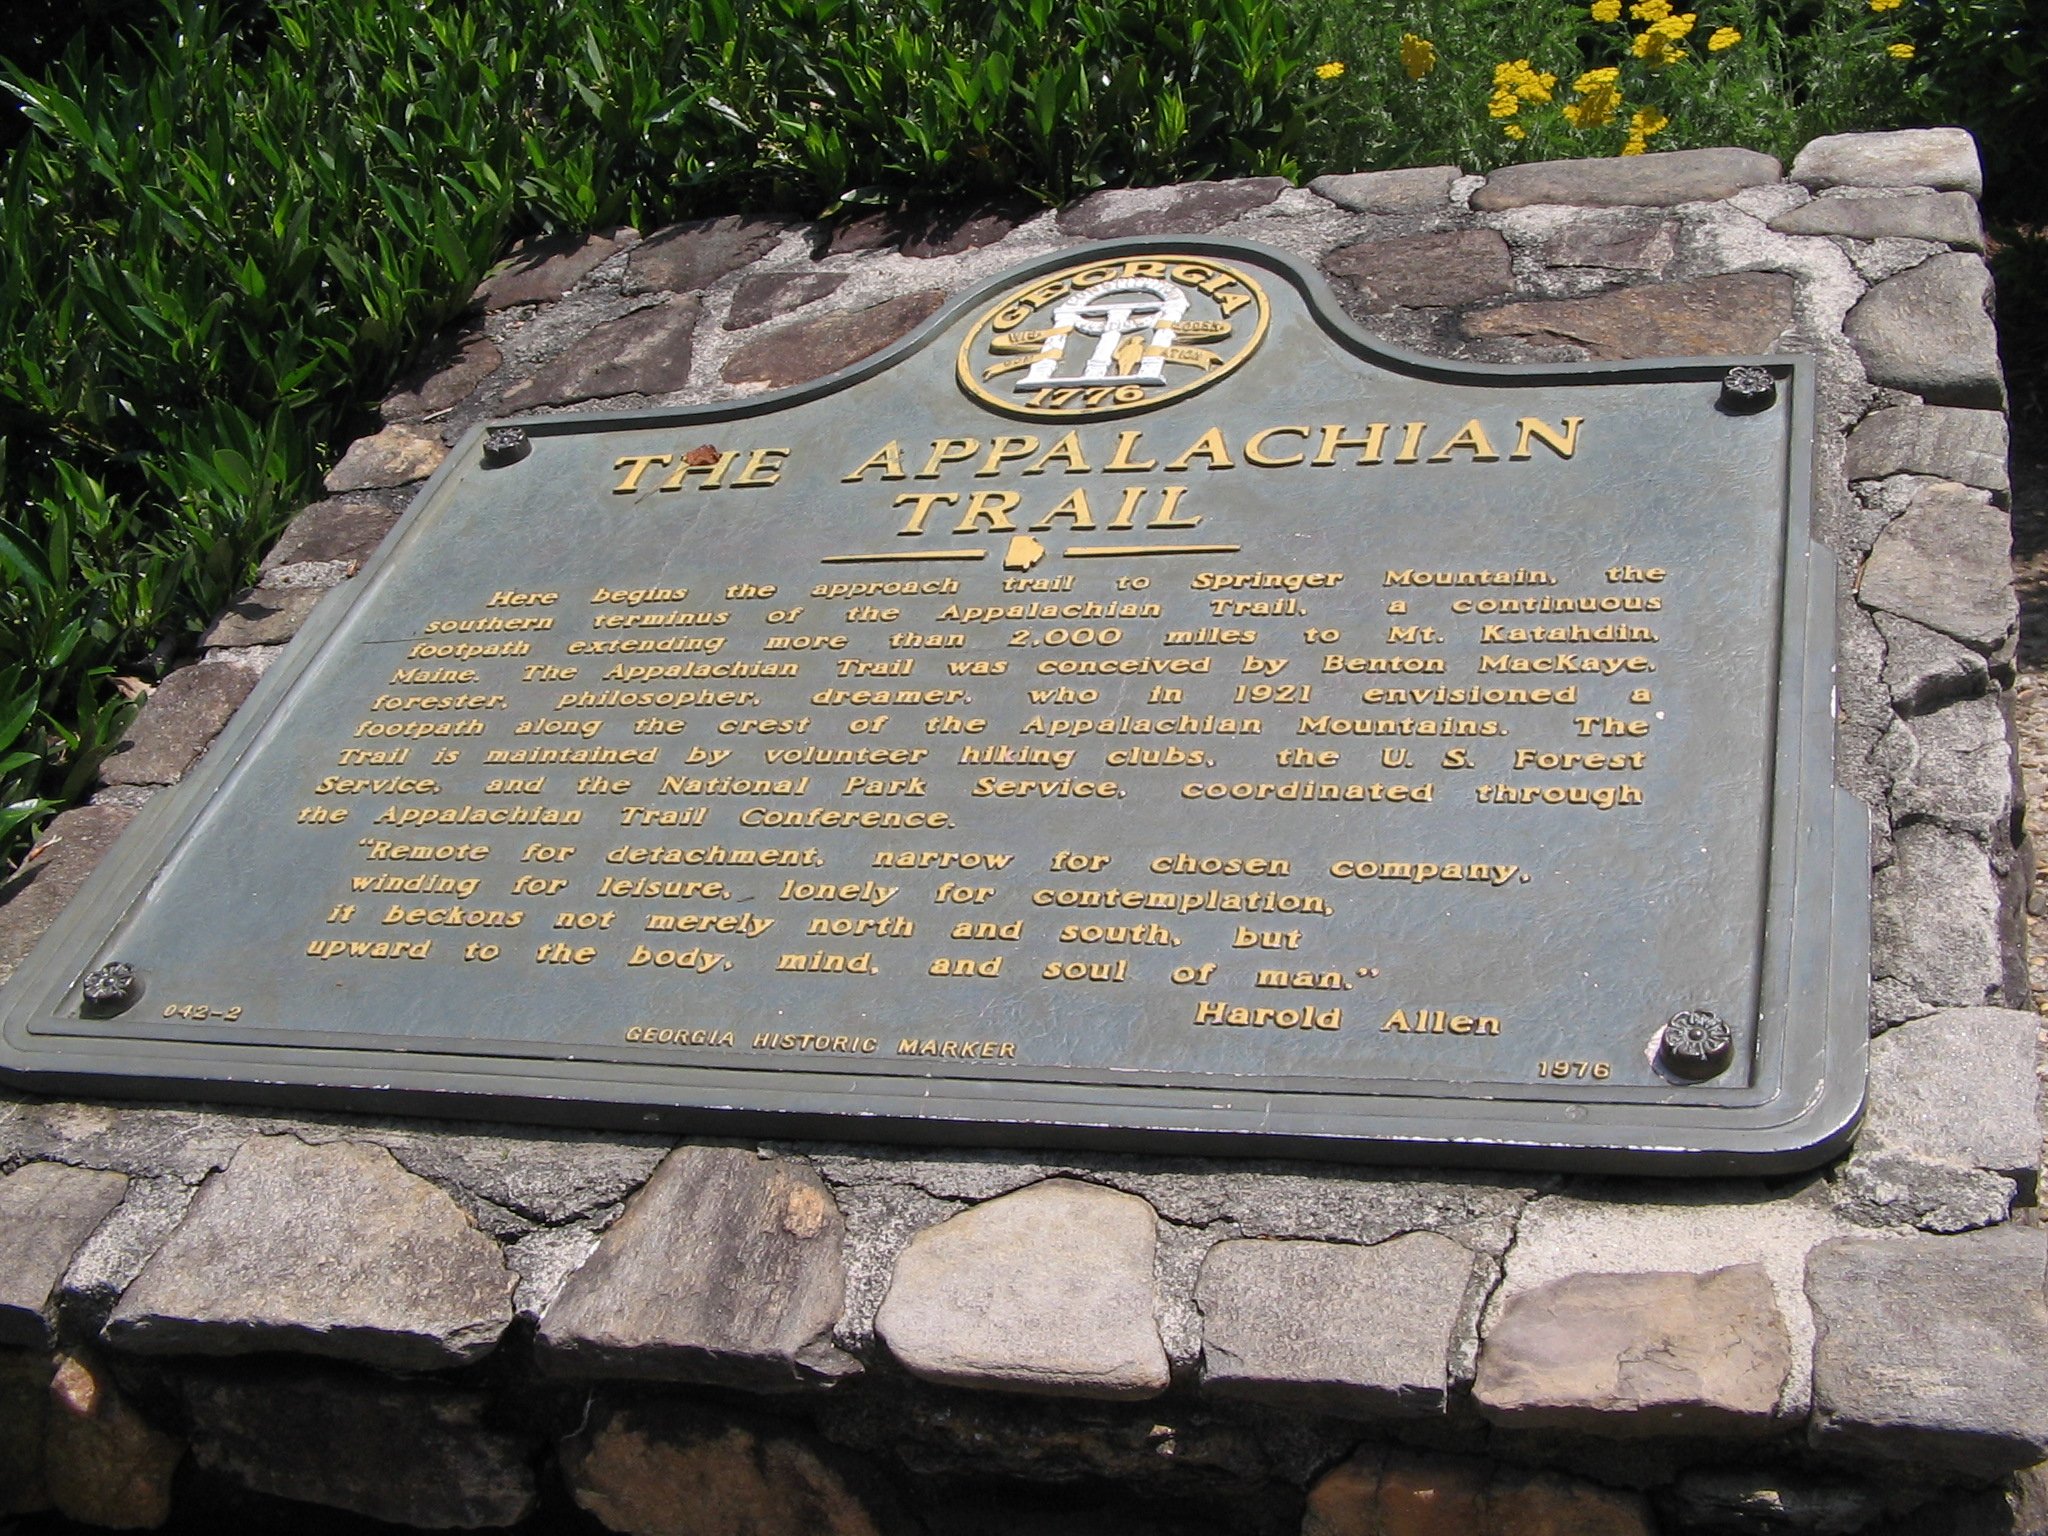 GEORGIA
1776
THE APPALACHIAN
TRAIL
Here begins the approach trail to Springer Mountain, the
southern terminus of the Appalachian Trail, a continuous
footpath extending more than 2,000 miles to Mt. Katahdin,
Maine. The Appalachian Trail was conceived by Benton MacKaye,
forester, philosopher, dreamer, who in 1921 envisioned a
footpath along the crest of the Appalachian Mountains. The
Trail is maintained by volunteer hiking clubs, the U. S. Forest
Service, and the National Park Service, coordinated through
the Appalachian Trail Conference.
"Remote for detachment, narrow for chosen company,
winding for leisure, lonely for contemplation,
it beckons not merely north and south, but
upward to the body, mind, and soul of man."
Harold Allen
042-2
GEORGIA HISTORIC MARKER
1976